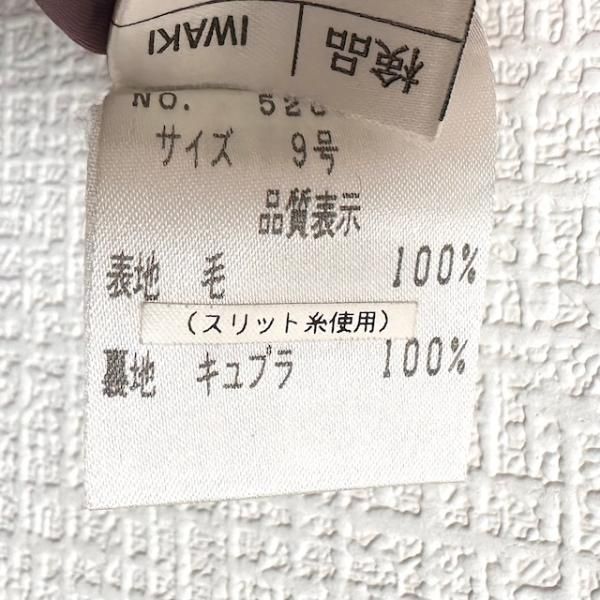 検品 IWAKI
NO. 520
サイズ 9号
品質表示
表地 毛 100%
(スリット糸使用)
裏地 キュプラ 100%